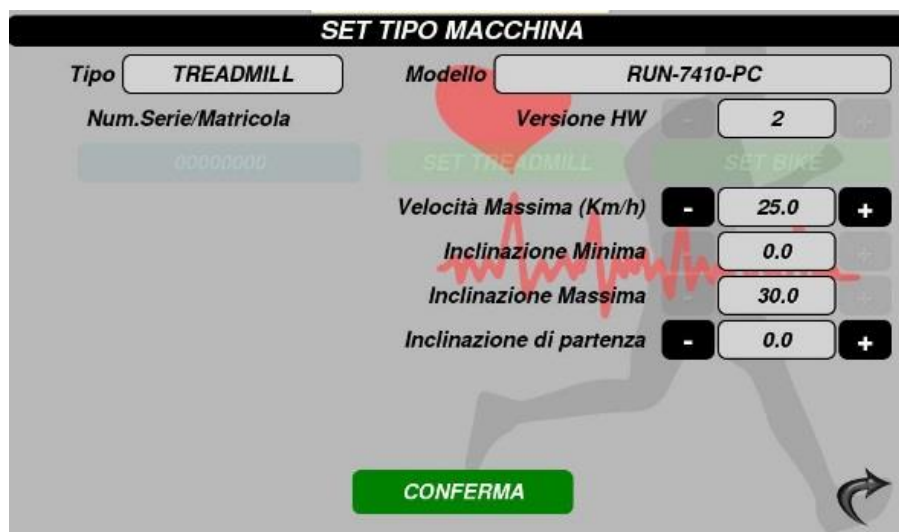 SET TIPO MACCHINA
Tipo TREADMILL Modello RUN-7410-PC
Num.Serie/Matricola Versione HW - 2 +
00000000 SET TREADMILL SET BIKE
Velocità Massima (Km/h) - 25.0 +
Inclinazione Minima - 0.0 +
Inclinazione Massima - 30.0 +
Inclinazione di partenza - 0.0 +
CONFERMA